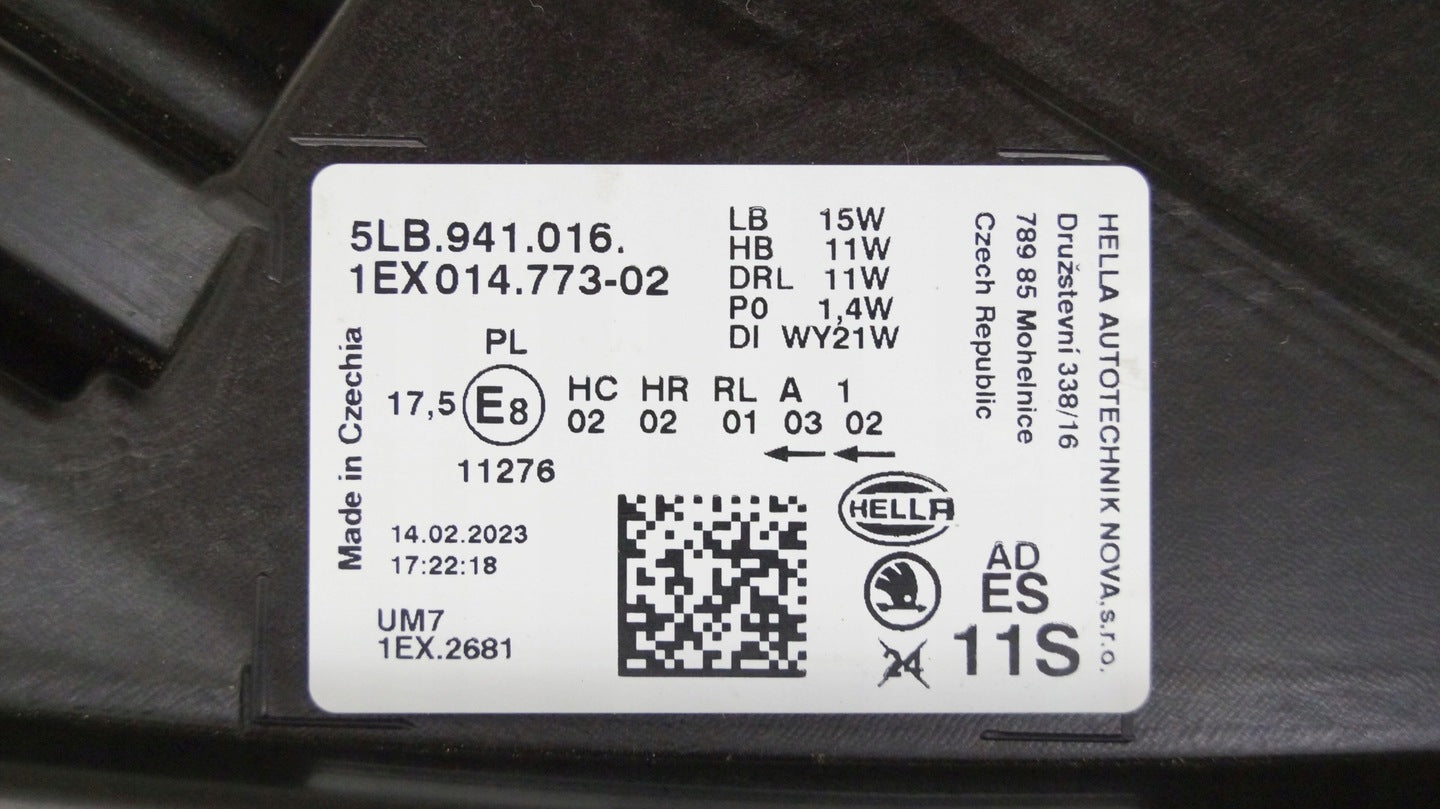 5LB.941.016.
1EX014.773-02
LB 15W
HB 11W
DRL 11W
P0 1,4W
DI WY21W
HELLA AUTOTECHNIK NOVA,s.r.o.
Družstevní 338/16
789 85 Mohelnice
Czech Republic
Made in Czechia
PL
17,5 E8
HC HR RL A 1
02 02 01 03 02
11276
14.02.2023
17:22:18
UM7
1EX.2681
HELLA
AD
ES
11S
24